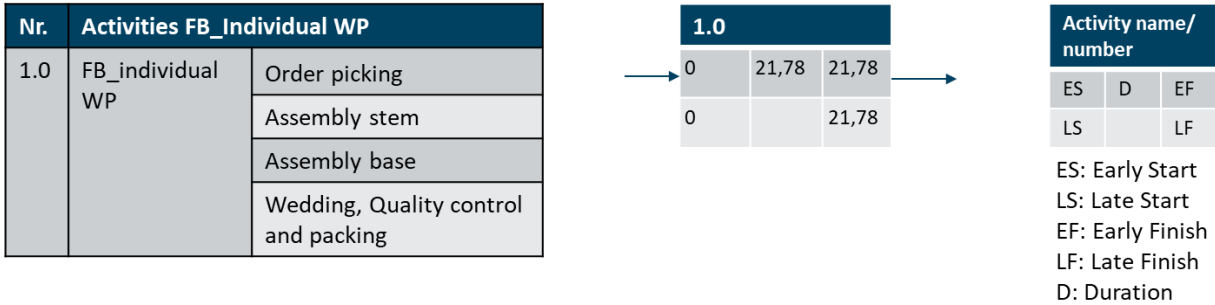 Nr. Activities FB_Individual WP
1.0 FB_individual
WP
Order picking
Assembly stem
Assembly base
Wedding, Quality control
and packing
1.0
0 21,78 21,78
0 21,78
Activity name/
number
ES D EF
LS LF
ES: Early Start
LS: Late Start
EF: Early Finish
LF: Late Finish
D: Duration